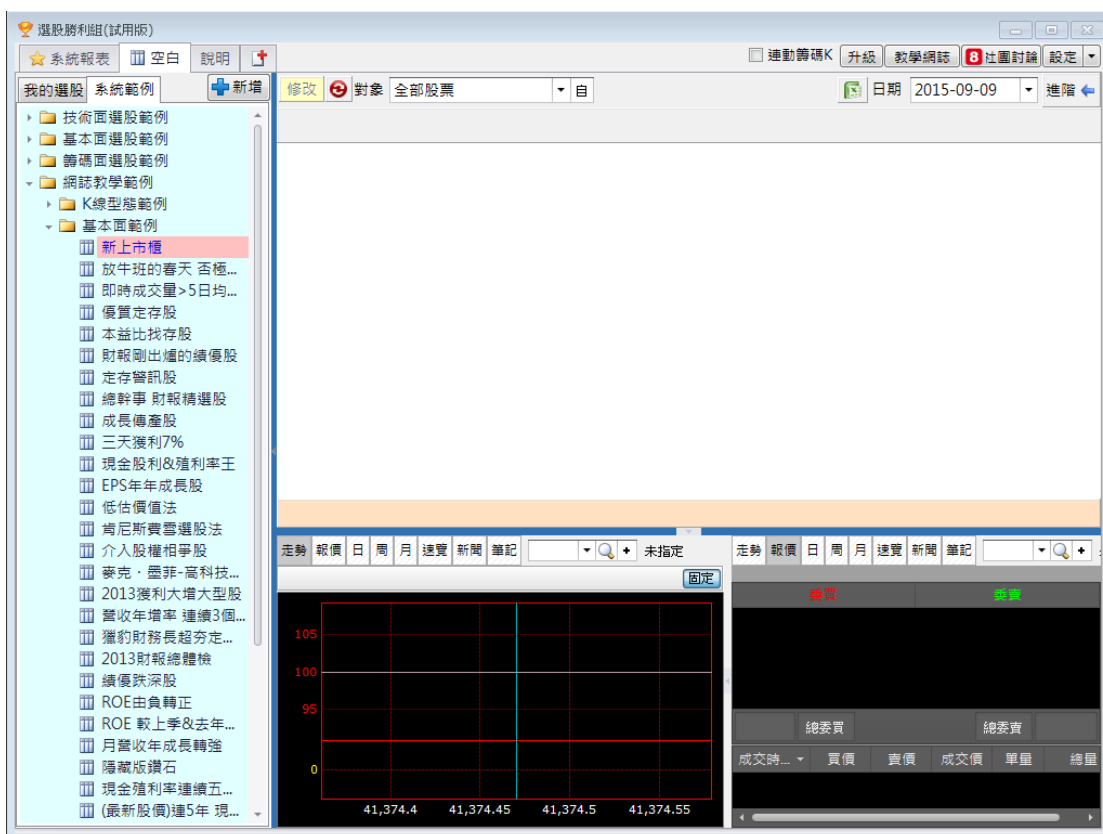 選股勝利組(試用版)
系統報表 空白 說明
連動籌碼K 升級 教學網誌 8 社團討論 設定
我的選股 系統範例 新增
修改 對象 全部股票 自
日期 2015-09-09 進階
技術面選股範例
基本面選股範例
籌碼面選股範例
網誌教學範例
K線型態範例
基本面範例
新上市櫃
放牛班的春天 否極...
即時成交量>5日均...
優質定存股
本益比找存股
財報剛出爐的績優股
定存警訊股
總幹事 財報精選股
成長傳產股
三天獲利7%
現金股利&殖利率王
EPS年年成長股
低估價值法
肯尼斯費雪選股法
介入股權相爭股
麥克‧墨菲-高科技...
2013獲利大增大型股
營收年增率 連續3個...
獵豹財務長超夯定...
2013財報總體檢
績優跌深股
ROE由負轉正
ROE 較上季&去年...
月營收年成長轉強
隱藏版鑽石
現金殖利率連續五...
(最新股價)連5年 現...
走勢 報價 日 周 月 速覽 新聞 筆記 未指定
固定
105
100
95
0
41,374.4 41,374.45 41,374.5 41,374.55
走勢 報價 日 周 月 速覽 新聞 筆記
委買 委賣
總委買 總委賣
成交時... 買價 賣價 成交價 單量 總量